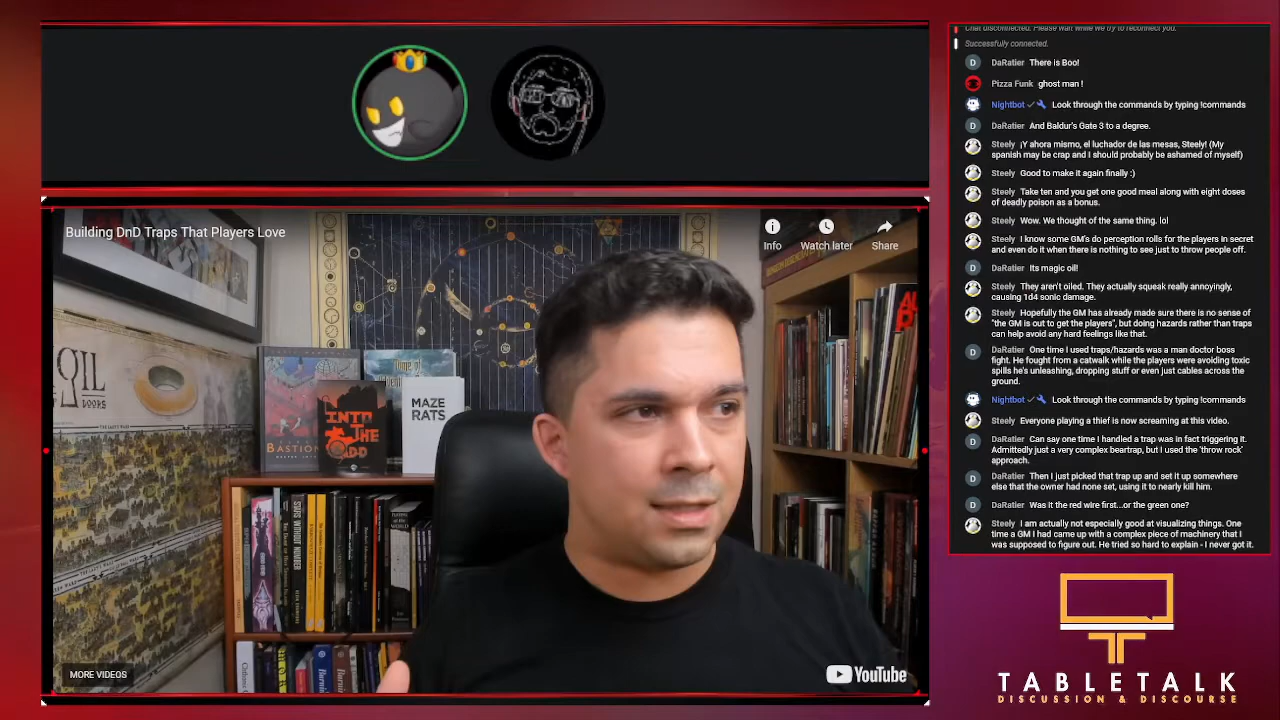 Building DnD Traps That Players Love
Info
Watch later
Share
OIL
DOORS
BASTION
INTO
THE
ODD
MAZE
RATS
STARS WITHOUT NUMBER
MORE VIDEOS
YouTube
Chat disconnected. Please wait while we try to reconnect you.
Successfully connected.
D DaRatier There is Boo!
Pizza Funk ghost man !
Nightbot Look through the commands by typing !commands
D DaRatier And Baldur's Gate 3 to a degree.
Steely ¡Y ahora mismo, el luchador de las mesas, Steely! (My
spanish may be crap and I should probably be ashamed of myself)
Steely Good to make it again finally :)
Steely Take ten and you get one good meal along with eight doses
of deadly poison as a bonus.
Steely Wow. We thought of the same thing. lol
Steely I know some GM's do perception rolls for the players in secret
and even do it when there is nothing to see just to throw people off.
D DaRatier Its magic oil!
Steely They aren't oiled. They actually squeak really annoyingly,
causing 1d4 sonic damage.
Steely Hopefully the GM has already made sure there is no sense of
"the GM is out to get the players", but doing hazards rather than traps
can help avoid any hard feelings like that.
D DaRatier One time I used traps/hazards was a man doctor boss
fight. He fought from a catwalk while the players were avoiding toxic
spills he's unleashing, dropping stuff or even just cables across the
ground.
Nightbot Look through the commands by typing !commands
Steely Everyone playing a thief is now screaming at this video.
D DaRatier Can say one time I handled a trap was in fact triggering it.
Admittedly just a very complex beartrap, but I used the 'throw rock'
approach.
D DaRatier Then I just picked that trap up and set it up somewhere
else that the owner had none set, using it to nearly kill him.
D DaRatier Was it the red wire first...or the green one?
Steely I am actually not especially good at visualizing things. One
time a GM I had came up with a complex piece of machinery that I
was supposed to figure out. He tried so hard to explain - I never got it.
TABLETALK
DISCUSSION & DISCOURSE